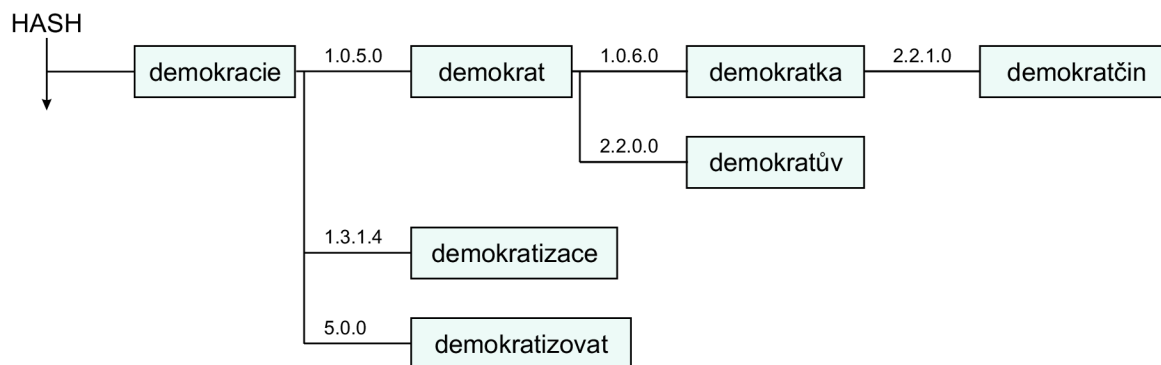 HASH
demokracie
1.0.5.0
demokrat
1.0.6.0
demokratka
2.2.1.0
demokratčin
2.2.0.0
demokratův
1.3.1.4
demokratizace
5.0.0
demokratizovat